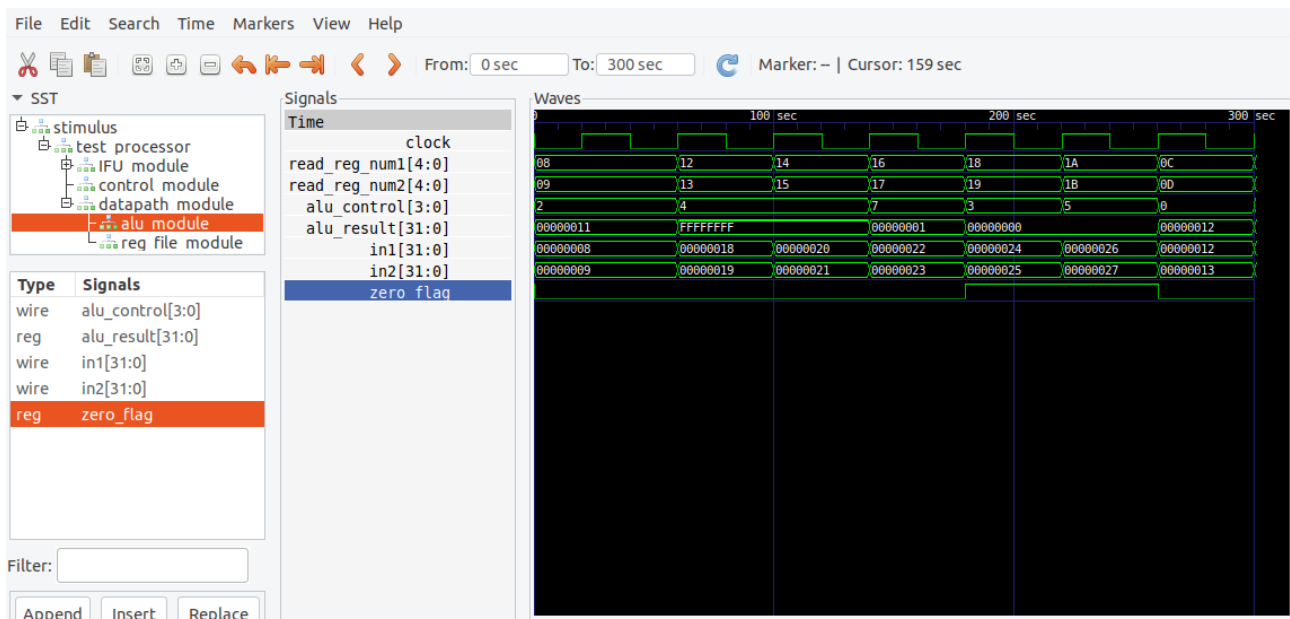 File Edit Search Time Markers View Help
From: 0 sec To: 300 sec Marker: -- | Cursor: 159 sec
SST
stimulus
test processor
IFU module
control module
datapath module
alu module
reg file module
Type Signals
wire alu_control[3:0]
reg alu_result[31:0]
wire in1[31:0]
wire in2[31:0]
reg zero_flag
Filter:
Append Insert Replace
Signals
Time
clock
read_reg_num1[4:0]
read_reg_num2[4:0]
alu_control[3:0]
alu_result[31:0]
in1[31:0]
in2[31:0]
zero flag
Waves
0 100 sec 200 sec 300 sec
08 12 14 16 18 1A 0C
09 13 15 17 19 1B 0D
2 4 7 3 5 0
00000011 FFFFFFFF 00000001 00000000 00000012
00000008 00000018 00000020 00000022 00000024 00000026 00000012
00000009 00000019 00000021 00000023 00000025 00000027 00000013